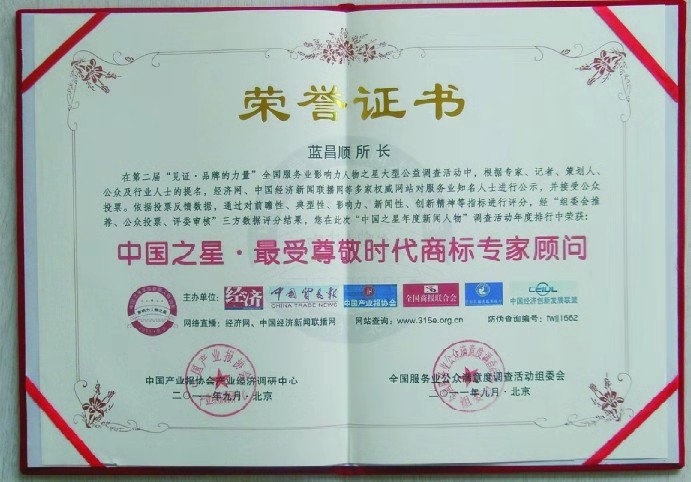 荣誉证书
蓝昌顺 所 长
在第二届“见证·品牌的力量”全国服务业影响力人物之星大型公益调查活动中，根据专家、记者、策划人、
公众及行业人士的提名，经济网、中国经济新闻联播网等多家权威网站对服务业知名人士进行公示，并接受公众
投票。依据投票反馈数据，通过对前瞻性、典型性、影响力、新闻性、创新精神等指标进行评分，经“组委会推
荐、公众投票、评委审核”三方数据评分结果，您在此次“中国之星年度新闻人物”调查活动年度排行中荣获：
中国之星·最受尊敬时代商标专家顾问
主办单位： 经济 中国贸易报 CHINA TRADE NEWS 中国产业报协会 全国商报联合会 中国经济创新发展联盟
网络直播：经济网、中国经济新闻联播网 网站查询：www.315e.org.cn 防伪查询编号：fwjj1662
中国产业报协会产业经济调研中心 全国服务业公众满意度调查活动组委会
二〇一一年九月·北京 二〇一一年九月·北京